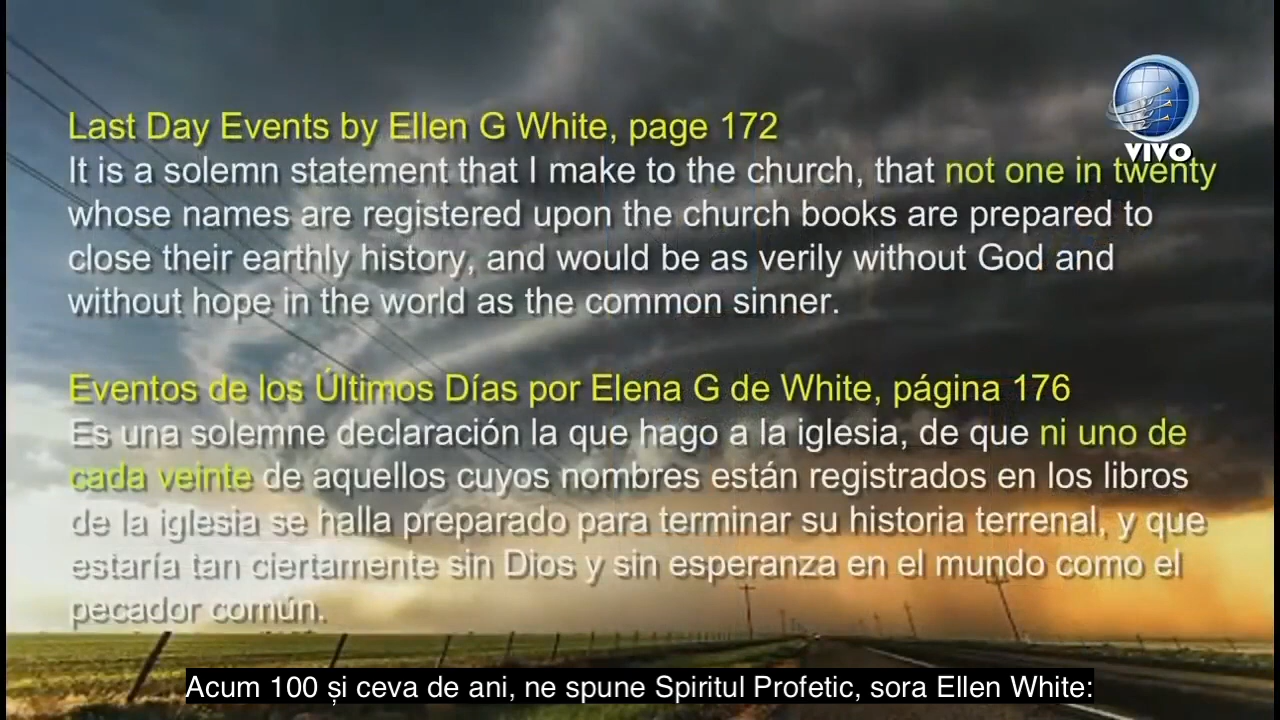 Last Day Events by Ellen G White, page 172
It is a solemn statement that I make to the church, that not one in twenty
whose names are registered upon the church books are prepared to
close their earthly history, and would be as verily without God and
without hope in the world as the common sinner.
Eventos de los Últimos Días por Elena G de White, página 176
Es una solemne declaración la que hago a la iglesia, de que ni uno de
cada veinte de aquellos cuyos nombres están registrados en los libros
de la iglesia se halla preparado para terminar su historia terrenal, y que
estaría tan ciertamente sin Dios y sin esperanza en el mundo como el
pecador común.
VIVO
Acum 100 și ceva de ani, ne spune Spiritul Profetic, sora Ellen White: